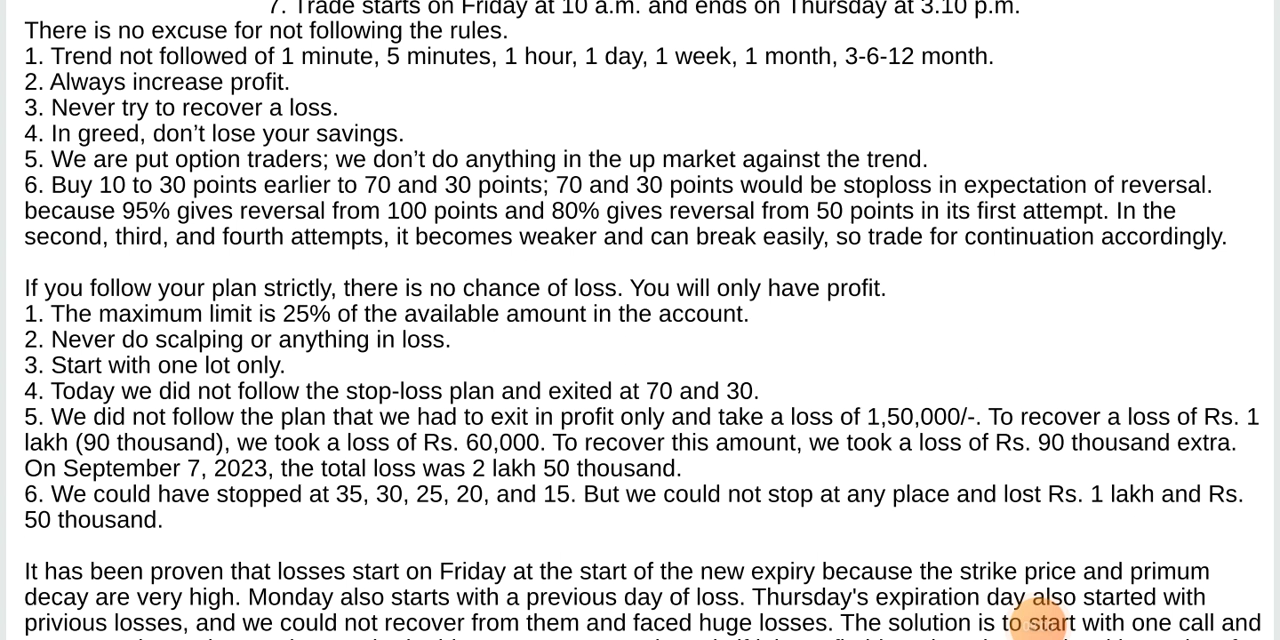 7. Trade starts on Friday at 10 a.m. and ends on Thursday at 3.10 p.m.
There is no excuse for not following the rules.
1. Trend not followed of 1 minute, 5 minutes, 1 hour, 1 day, 1 week, 1 month, 3-6-12 month.
2. Always increase profit.
3. Never try to recover a loss.
4. In greed, don’t lose your savings.
5. We are put option traders; we don’t do anything in the up market against the trend.
6. Buy 10 to 30 points earlier to 70 and 30 points; 70 and 30 points would be stoploss in expectation of reversal.
because 95% gives reversal from 100 points and 80% gives reversal from 50 points in its first attempt. In the
second, third, and fourth attempts, it becomes weaker and can break easily, so trade for continuation accordingly.
If you follow your plan strictly, there is no chance of loss. You will only have profit.
1. The maximum limit is 25% of the available amount in the account.
2. Never do scalping or anything in loss.
3. Start with one lot only.
4. Today we did not follow the stop-loss plan and exited at 70 and 30.
5. We did not follow the plan that we had to exit in profit only and take a loss of 1,50,000/-. To recover a loss of Rs. 1
lakh (90 thousand), we took a loss of Rs. 60,000. To recover this amount, we took a loss of Rs. 90 thousand extra.
On September 7, 2023, the total loss was 2 lakh 50 thousand.
6. We could have stopped at 35, 30, 25, 20, and 15. But we could not stop at any place and lost Rs. 1 lakh and Rs.
50 thousand.
It has been proven that losses start on Friday at the start of the new expiry because the strike price and primum
decay are very high. Monday also starts with a previous day of loss. Thursday's expiration day also started with
privious losses, and we could not recover from them and faced huge losses. The solution is to start with one call and